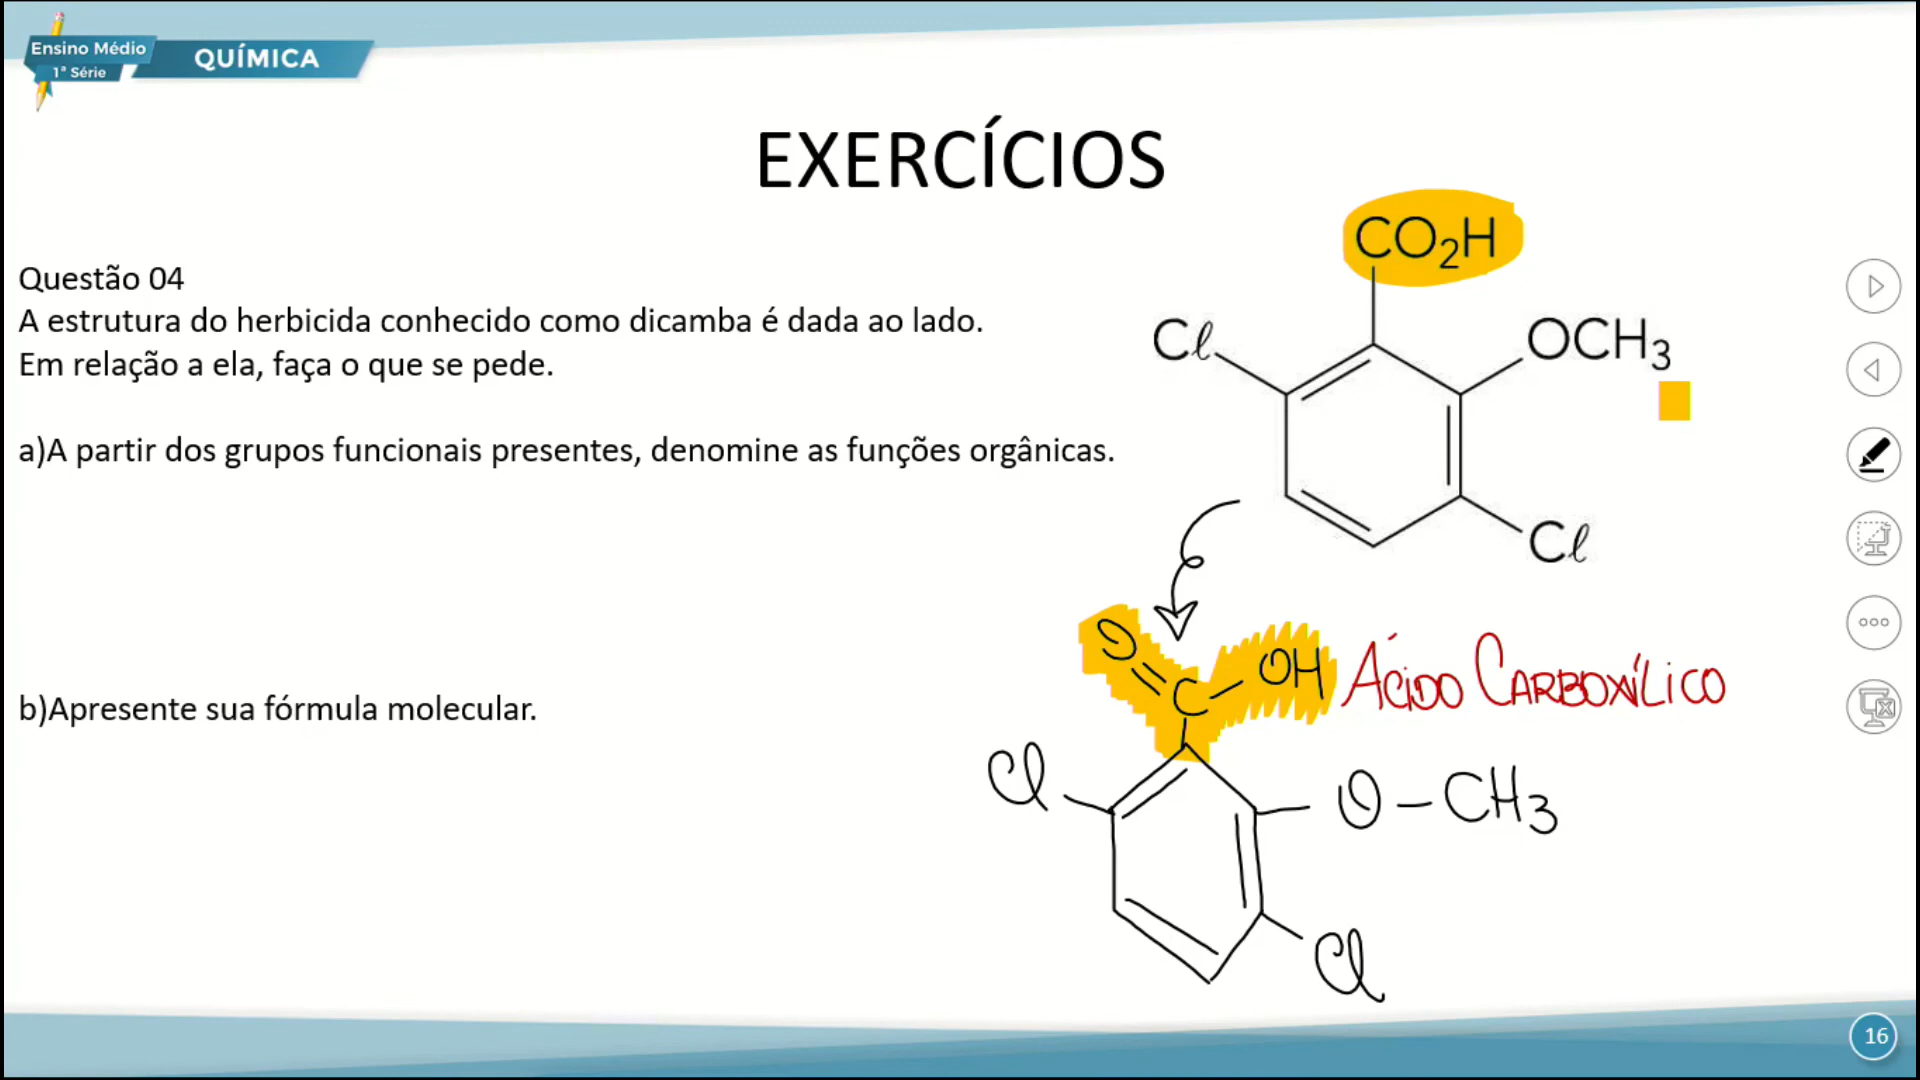 Ensino Médio
1ª Série
QUÍMICA
EXERCÍCIOS
CO₂H
Questão 04
A estrutura do herbicida conhecido como dicamba é dada ao lado.
Em relação a ela, faça o que se pede.
Cl
OCH₃
a)A partir dos grupos funcionais presentes, denomine as funções orgânicas.
Cl
O
C
OH
ÁCIDO CARBOXÍLICO
b)Apresente sua fórmula molecular.
Cl
O-CH₃
Cl
16